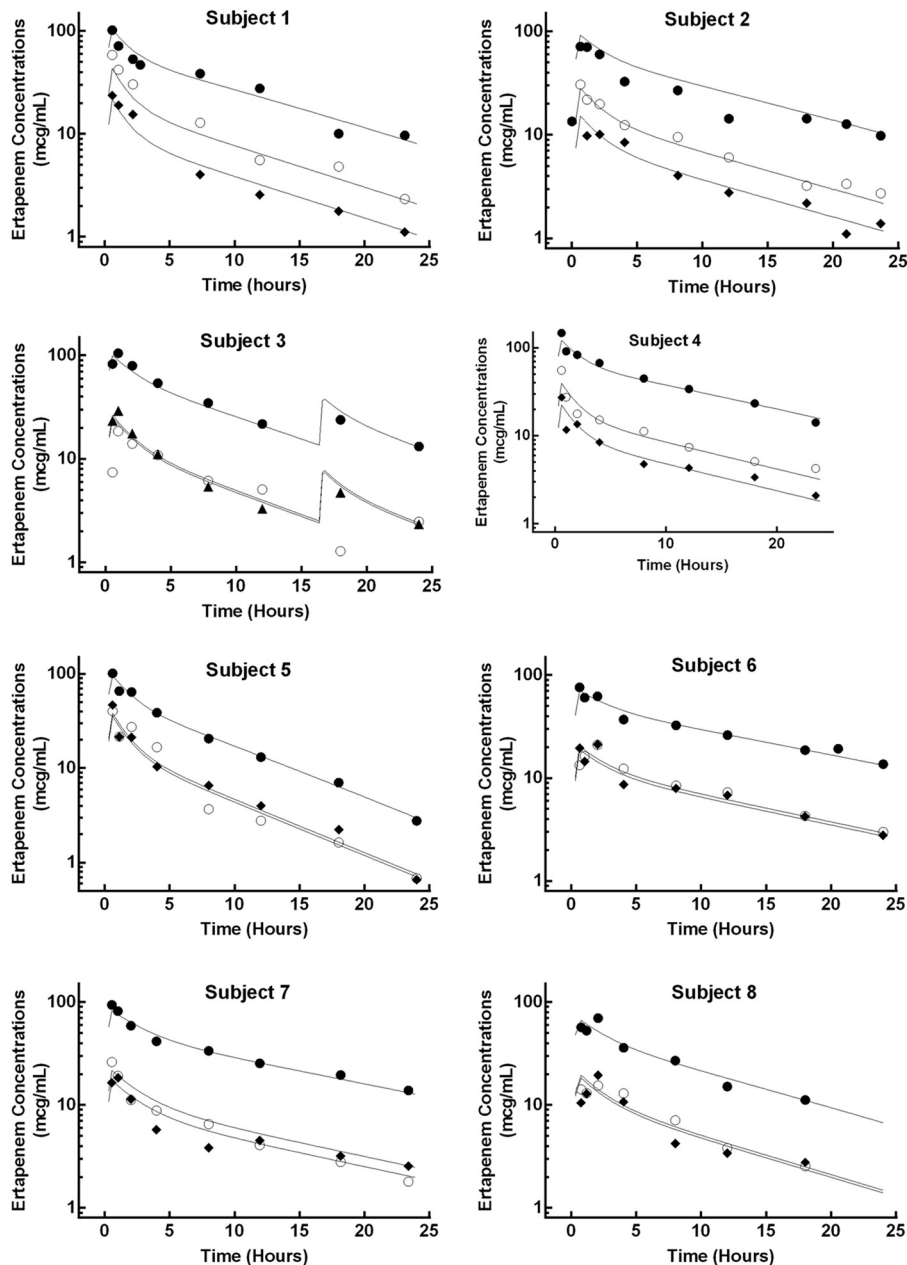 Subject 1
Ertapenem Concentrations
(mcg/mL)
100
10
1
0 5 10 15 20 25
Time (hours)
Subject 2
Ertapenem Concentrations
(mcg/mL)
100
10
1
0 5 10 15 20 25
Time (Hours)
Subject 3
Ertapenem Concentrations
(mcg/mL)
100
10
1
0 5 10 15 20 25
Time (Hours)
Subject 4
Ertapenem Concentrations
(mcg/mL)
100
10
1
0 10 20
Time (Hours)
Subject 5
Ertapenem Concentrations
(mcg/mL)
100
10
1
0 5 10 15 20 25
Time (Hours)
Subject 6
Ertapenem Concentrations
(mcg/mL)
100
10
1
0 5 10 15 20 25
Time (Hours)
Subject 7
Ertapenem Concentrations
(mcg/mL)
100
10
1
0 5 10 15 20 25
Time (Hours)
Subject 8
Ertapenem Concentrations
(mcg/mL)
100
10
1
0 5 10 15 20 25
Time (Hours)